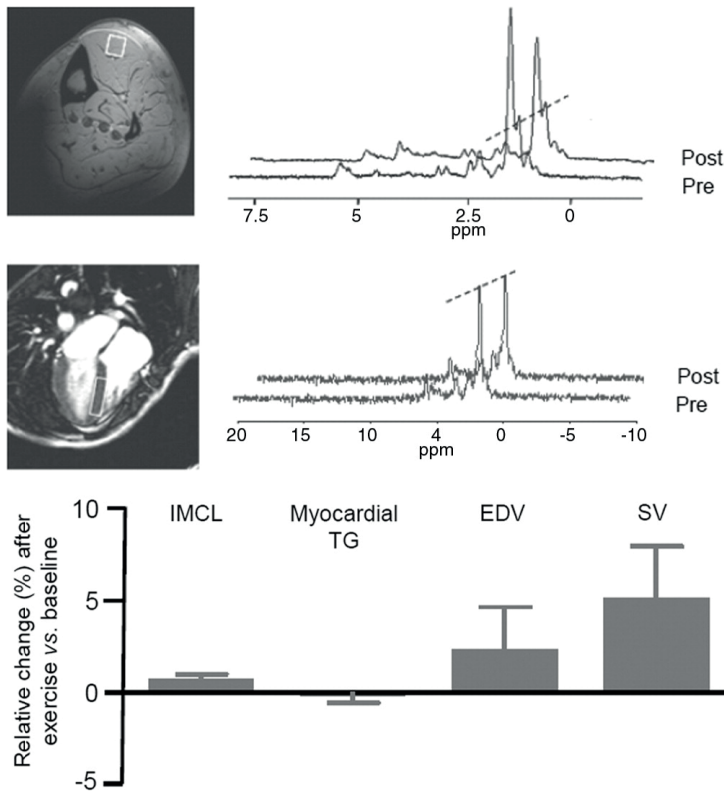 Post
Pre
7.5 5 2.5 0
ppm
Post
Pre
20 15 10 4 0 -5 -10
ppm
Relative change (%) after
exercise vs. baseline
10
5
0
-5
IMCL Myocardial EDV SV
TG